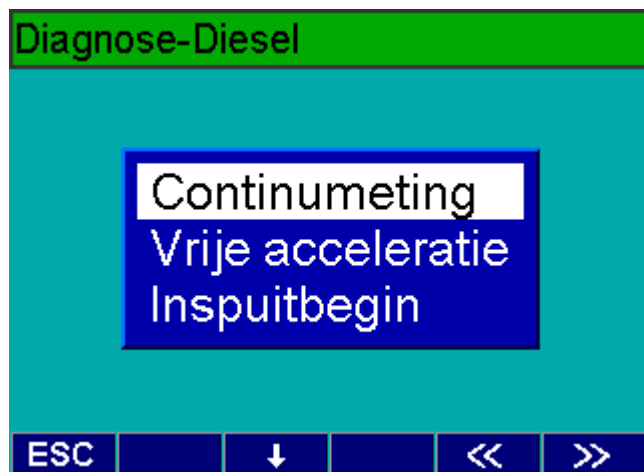 Diagnose-Diesel
Continumeting
Vrije acceleratie
Inspuitbegin
ESC ↓ << >>